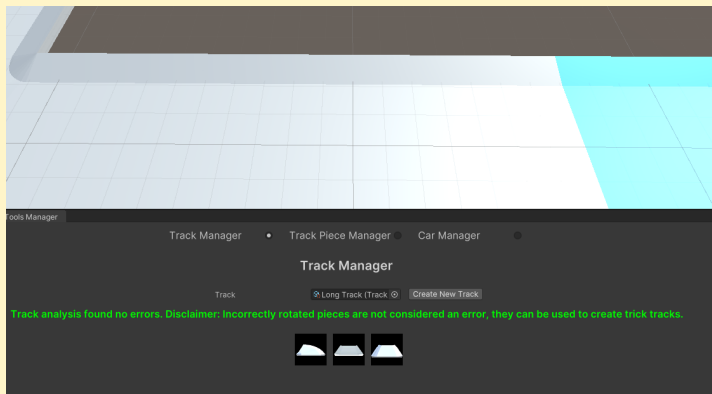 Tools Manager
Track Manager Track Piece Manager Car Manager
Track Manager
Track Long Track (Track Create New Track
Track analysis found no errors. Disclaimer: Incorrectly rotated pieces are not considered an error, they can be used to create trick tracks.